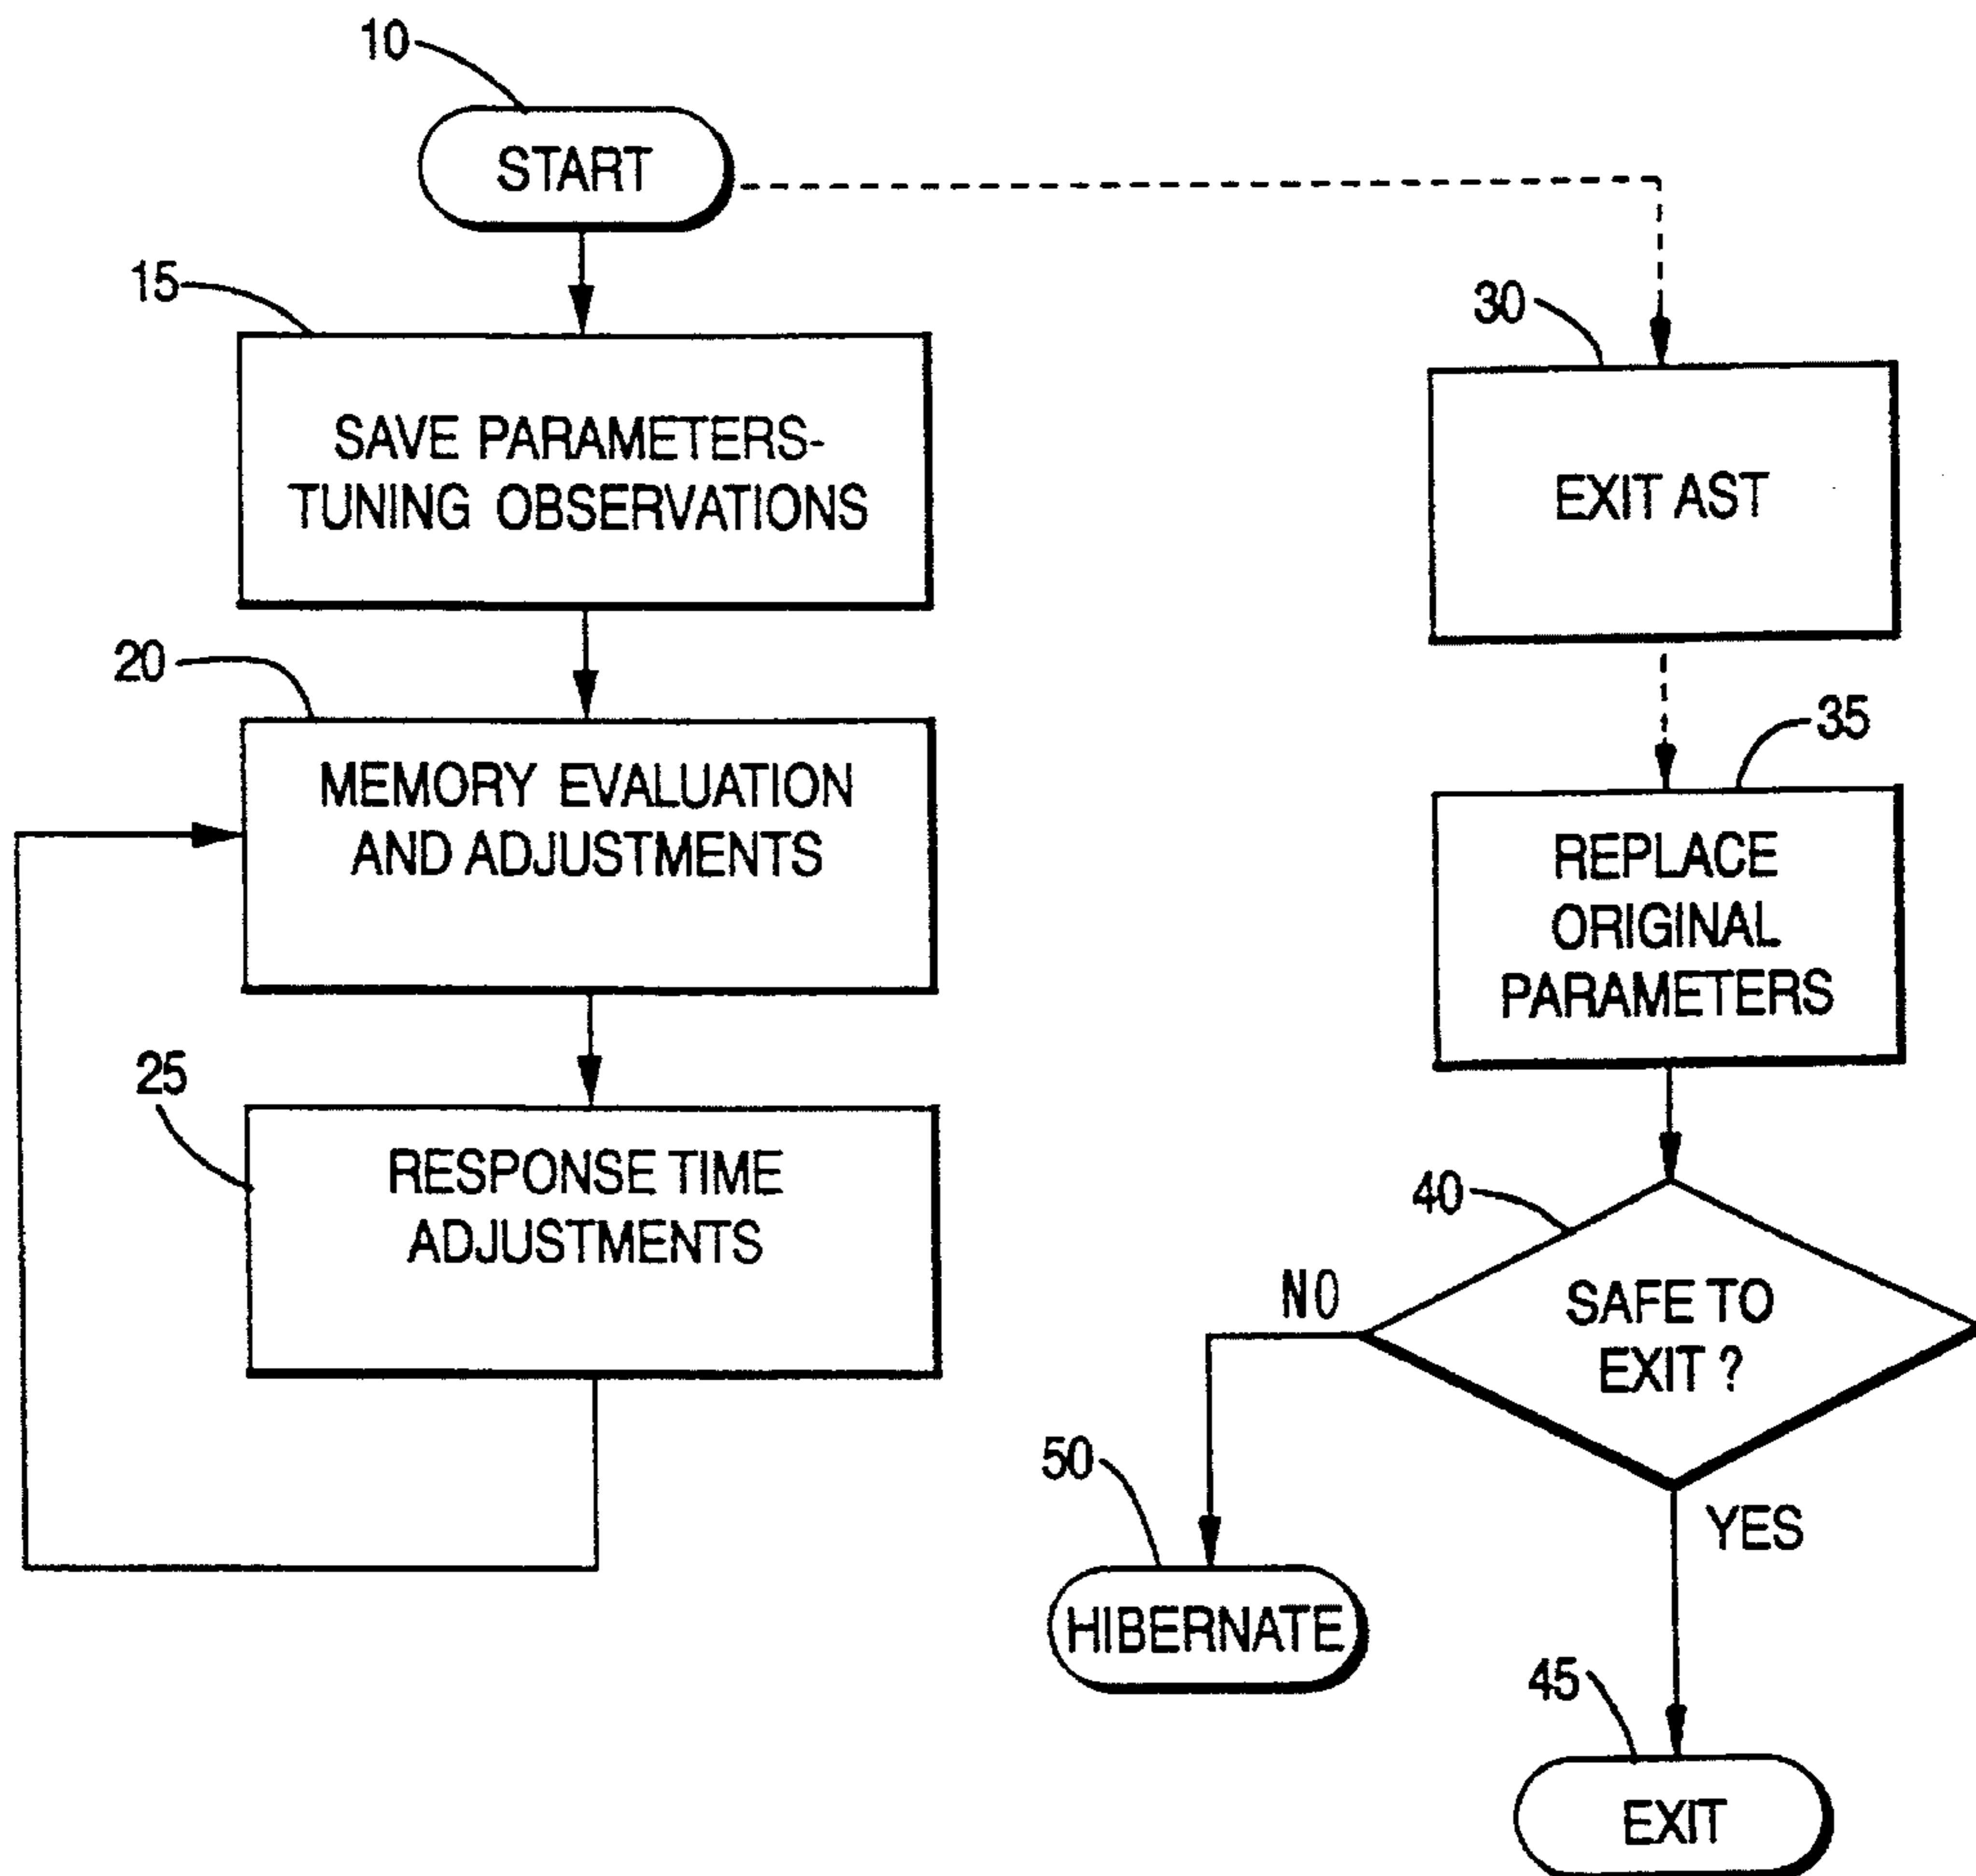 10
START
15
SAVE PARAMETERS-
TUNING OBSERVATIONS
20
MEMORY EVALUATION
AND ADJUSTMENTS
25
RESPONSE TIME
ADJUSTMENTS
30
EXIT AST
35
REPLACE
ORIGINAL
PARAMETERS
40
SAFE TO
EXIT ?
NO
YES
50
HIBERNATE
45
EXIT